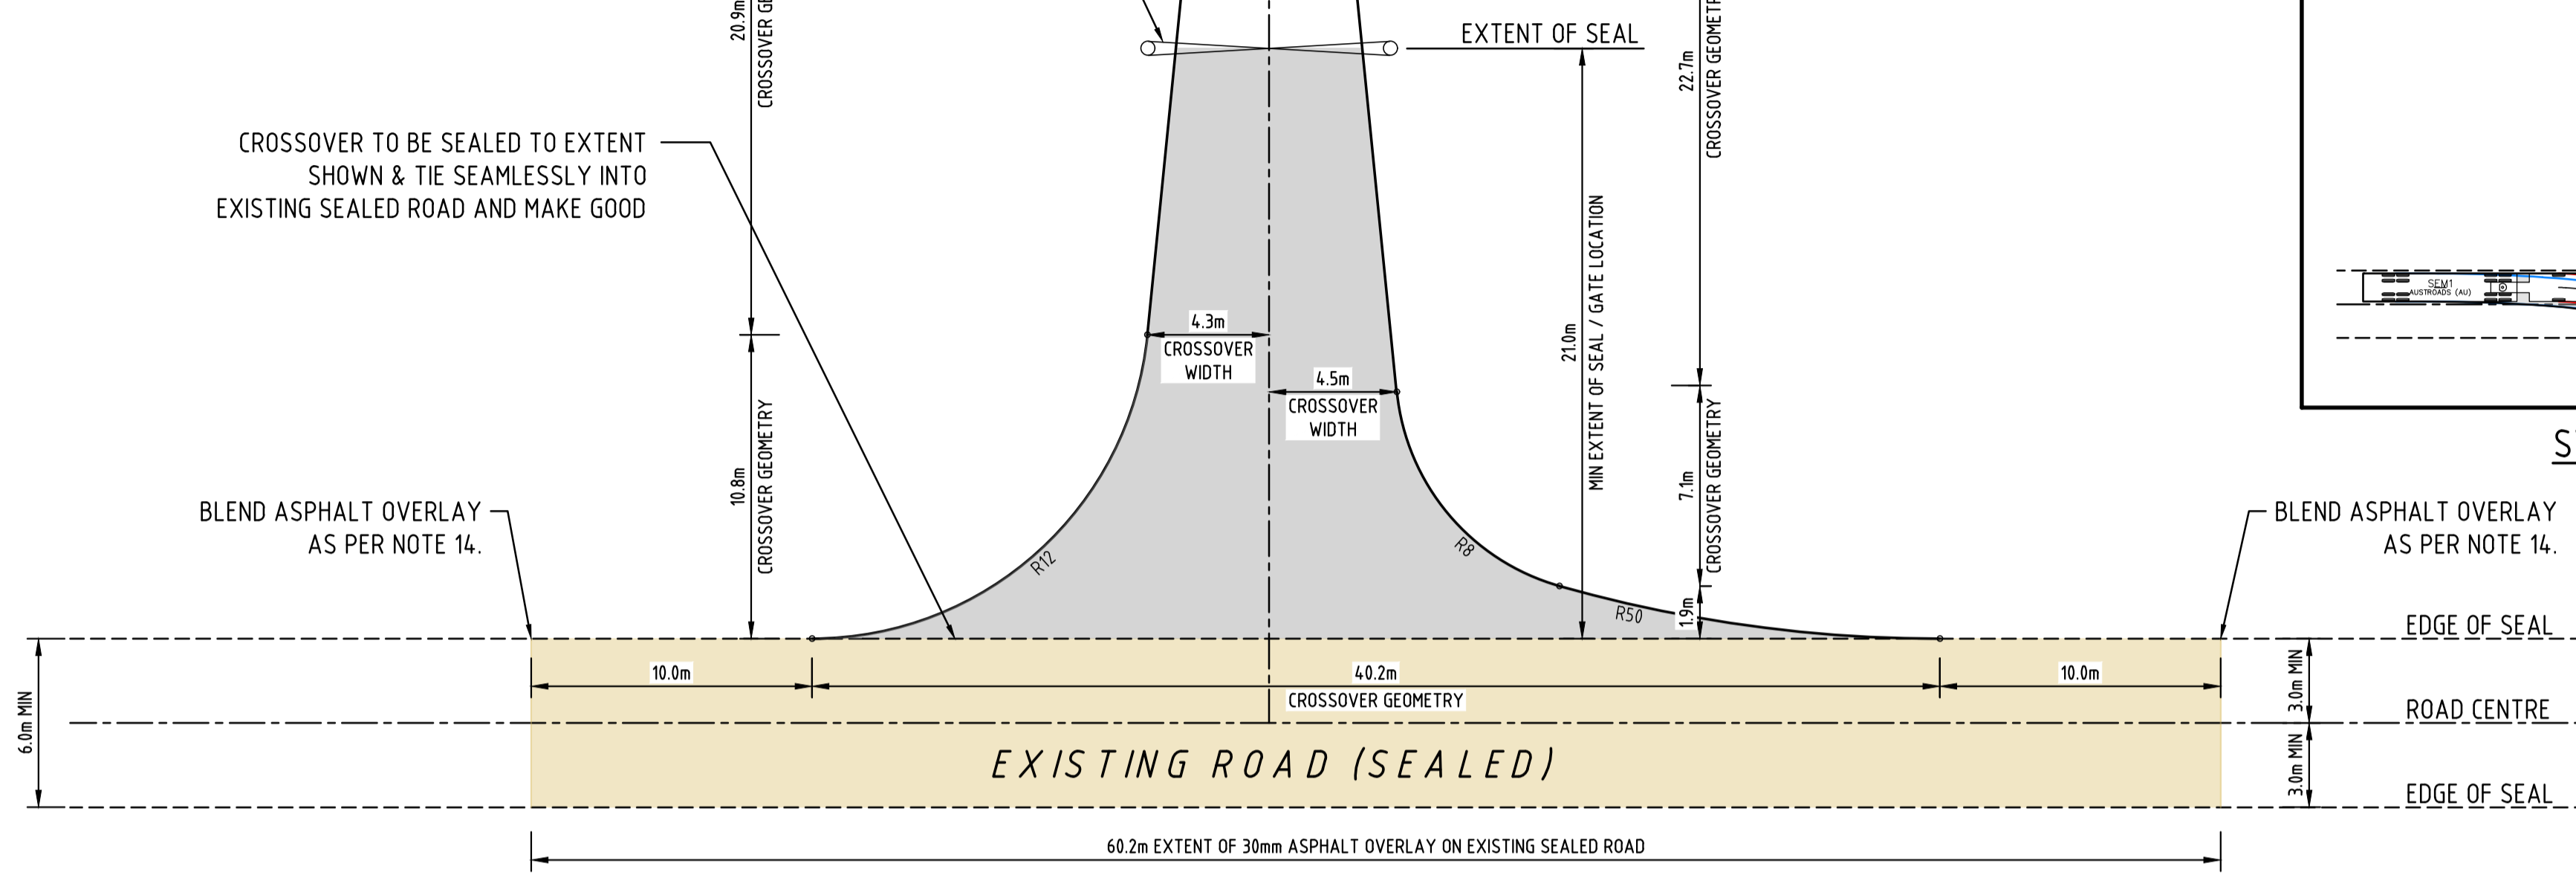 20.9m
22.7m
CROSSOVER GEOMETR
EXTENT OF SEAL
CROSSOVER TO BE SEALED TO EXTENT
SHOWN & TIE SEAMLESSLY INTO
EXISTING SEALED ROAD AND MAKE GOOD
MIN EXTENT OF SEAL / GATE LOCATION
21.0m
SEM1
AUSTROADS (AU)
4.3m
CROSSOVER
WIDTH
4.5m
CROSSOVER
WIDTH
10.8m
CROSSOVER GEOMETRY
7.1m
CROSSOVER GEOMETRY
BLEND ASPHALT OVERLAY
AS PER NOTE 14.
BLEND ASPHALT OVERLAY
AS PER NOTE 14.
R12
R8
R50
1.9m
EDGE OF SEAL
10.0m
40.2m
CROSSOVER GEOMETRY
10.0m
3.0m MIN
6.0m MIN
ROAD CENTRE
EXISTING ROAD (SEALED)
3.0m MIN
EDGE OF SEAL
60.2m EXTENT OF 30mm ASPHALT OVERLAY ON EXISTING SEALED ROAD